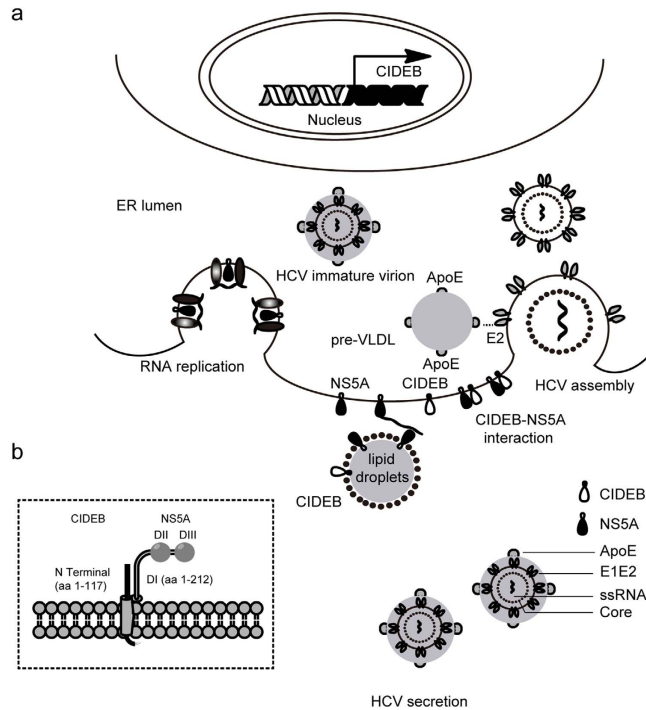 a
CIDEB
Nucleus
ER lumen
HCV immature virion
ApoE
pre-VLDL
E2
ApoE
RNA replication
HCV assembly
NS5A
CIDEB
CIDEB-NS5A
interaction
lipid
droplets
CIDEB
b
CIDEB
NS5A
DII
DIII
N Terminal
(aa 1-117)
DI (aa 1-212)
CIDEB
NS5A
ApoE
E1E2
ssRNA
Core
HCV secretion